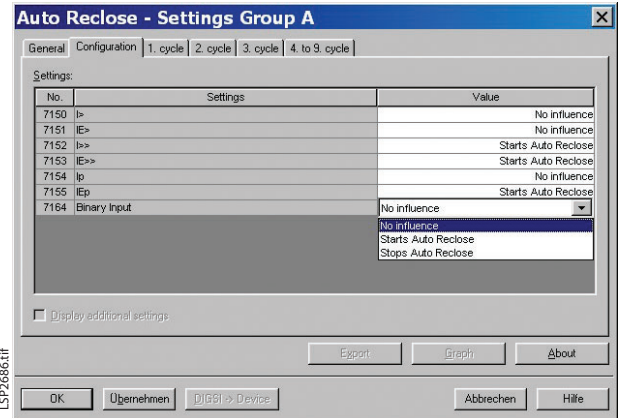 Auto Reclose - Settings Group A
General Configuration 1. cycle 2. cycle 3. cycle 4. to 9. cycle
Settings:
No. Settings Value
7150 I> No influence
7151 IE> No influence
7152 I>> Starts Auto Reclose
7153 IE>> Starts Auto Reclose
7154 Ip No influence
7155 IEp Starts Auto Reclose
7164 Binary Input No influence
No influence
Starts Auto Reclose
Stops Auto Reclose
Display additional settings
Export Graph About
OK Übernehmen DIGSI -> Device Abbrechen Hilfe
LSP2686.tif